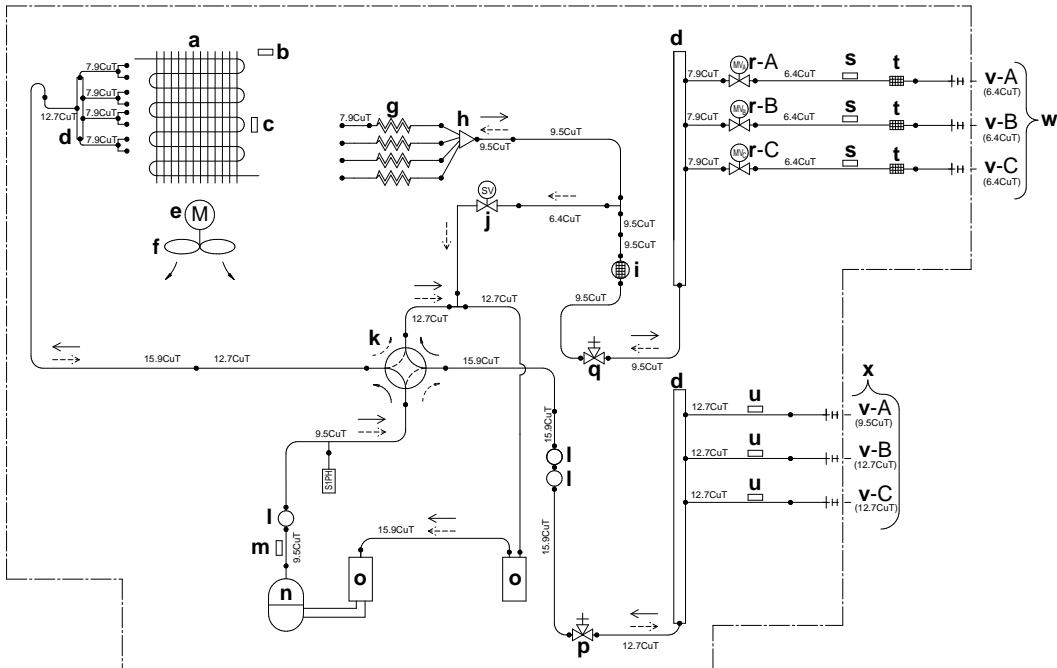 a
b
c
d
7.9CuT
7.9CuT
7.9CuT
7.9CuT
12.7CuT
e
M
f
g
7.9CuT
h
9.5CuT
9.5CuT
SV
j
6.4CuT
9.5CuT
9.5CuT
i
9.5CuT
q
9.5CuT
d
7.9CuT
MVA
r-A
6.4CuT
s
t
v-A
(6.4CuT)
7.9CuT
MVB
r-B
6.4CuT
s
t
v-B
(6.4CuT)
7.9CuT
MVC
r-C
6.4CuT
s
t
v-C
(6.4CuT)
w
12.7CuT
12.7CuT
k
15.9CuT
12.7CuT
15.9CuT
9.5CuT
S1PH
l
m
9.5CuT
n
o
15.9CuT
o
15.9CuT
l
l
15.9CuT
p
12.7CuT
d
x
12.7CuT
u
v-A
(9.5CuT)
12.7CuT
u
v-B
(12.7CuT)
12.7CuT
u
v-C
(12.7CuT)